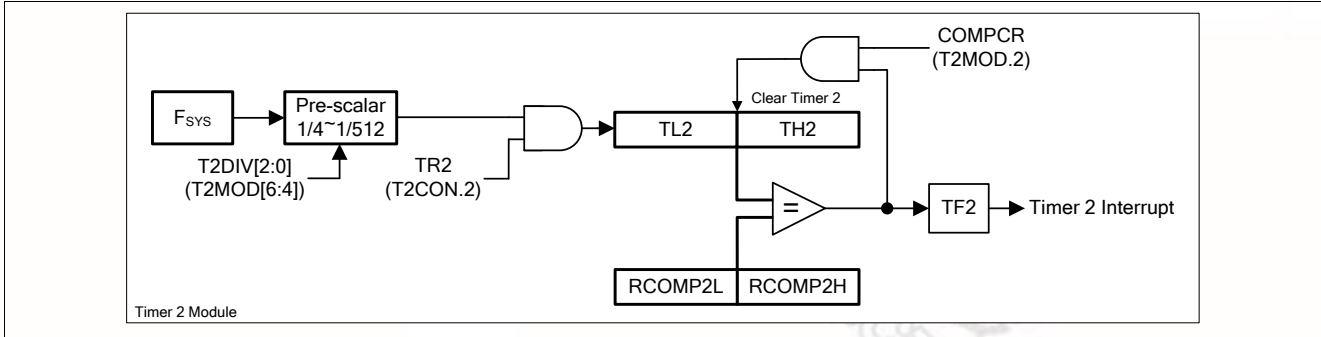 COMPCR
(T2MOD.2)
Clear Timer 2
FSYS
Pre-scalar
1/4~1/512
TL2
TH2
T2DIV[2:0]
(T2MOD[6:4])
TR2
(T2CON.2)
=
TF2
Timer 2 Interrupt
RCOMP2L
RCOMP2H
Timer 2 Module